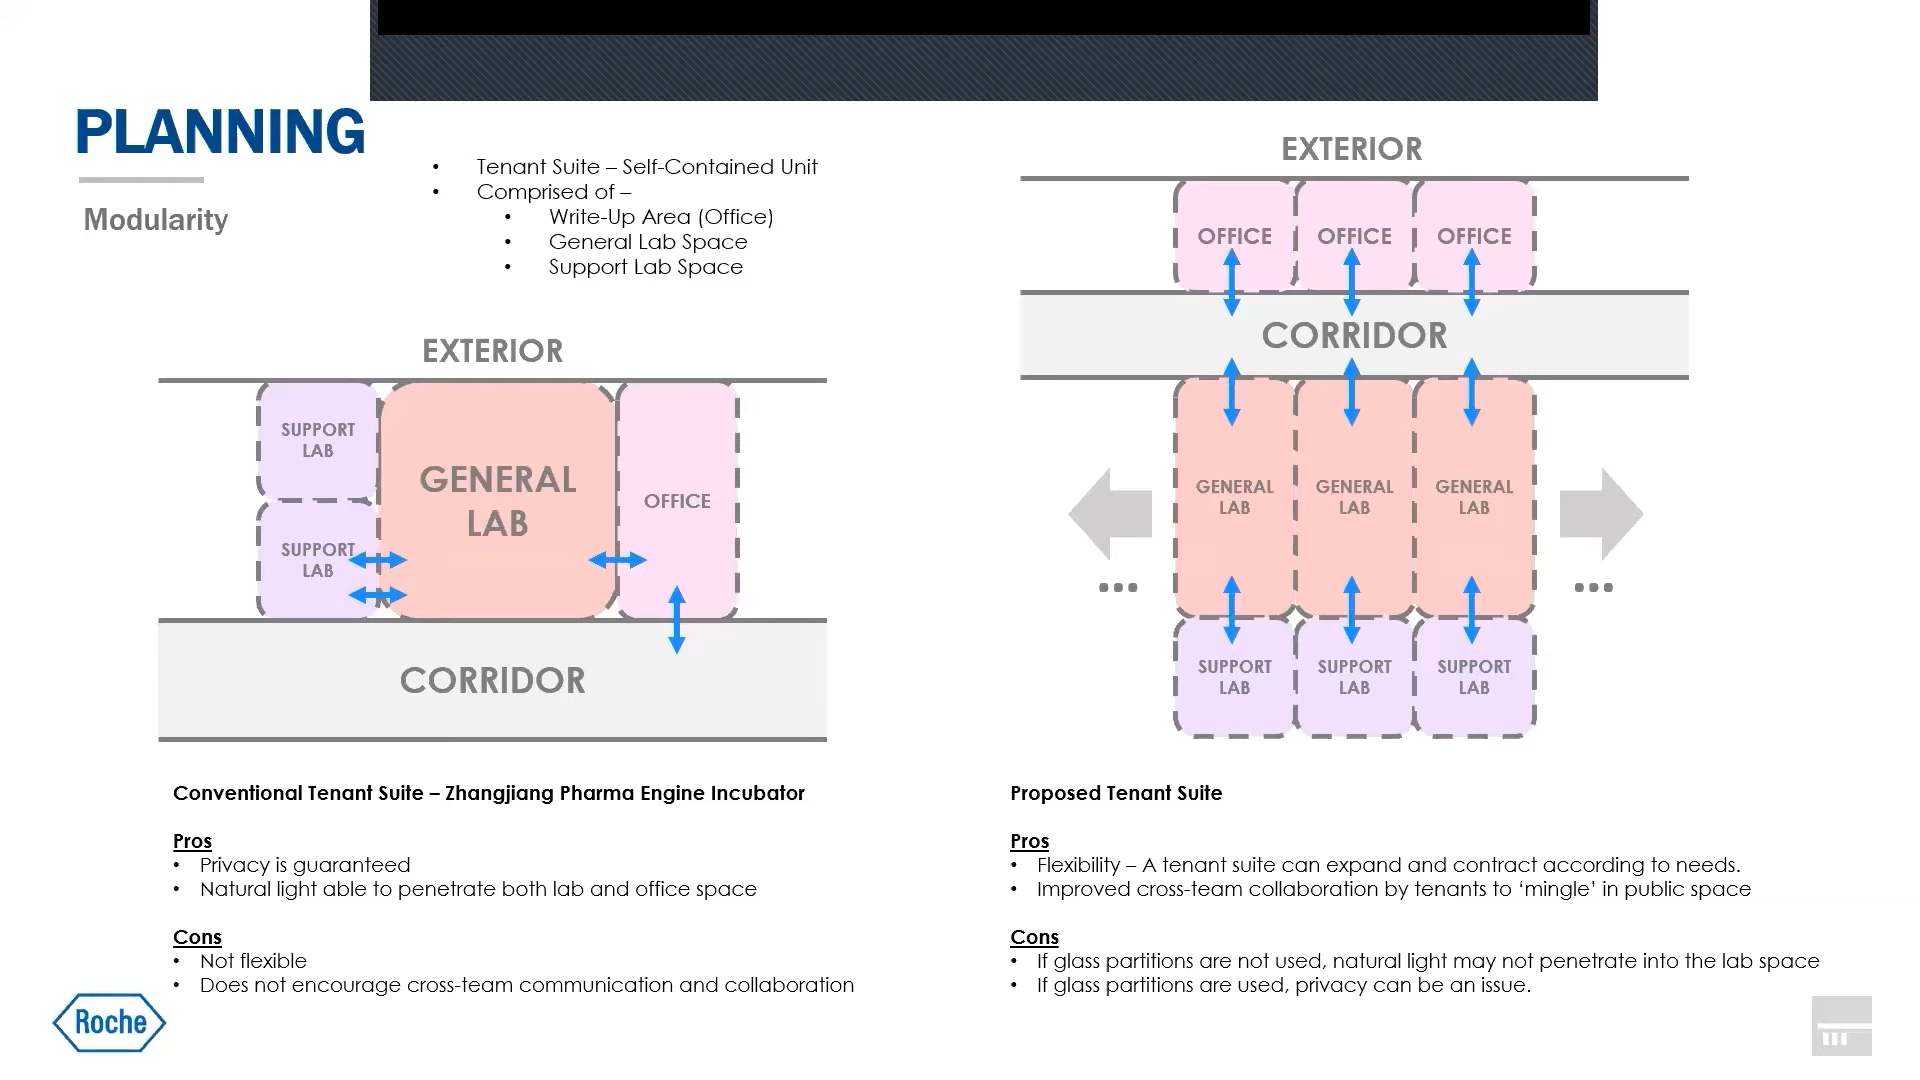 PLANNING
Modularity
• Tenant Suite – Self-Contained Unit
• Comprised of –
• Write-Up Area (Office)
• General Lab Space
• Support Lab Space
EXTERIOR
SUPPORT
LAB
SUPPORT
LAB
GENERAL
LAB
OFFICE
CORRIDOR
EXTERIOR
OFFICE OFFICE OFFICE
CORRIDOR
GENERAL LAB GENERAL LAB GENERAL LAB
... ...
SUPPORT LAB SUPPORT LAB SUPPORT LAB
Conventional Tenant Suite – Zhangjiang Pharma Engine Incubator
Pros
• Privacy is guaranteed
• Natural light able to penetrate both lab and office space
Cons
• Not flexible
• Does not encourage cross-team communication and collaboration
Proposed Tenant Suite
Pros
• Flexibility – A tenant suite can expand and contract according to needs.
• Improved cross-team collaboration by tenants to ‘mingle’ in public space
Cons
• If glass partitions are not used, natural light may not penetrate into the lab space
• If glass partitions are used, privacy can be an issue.
Roche